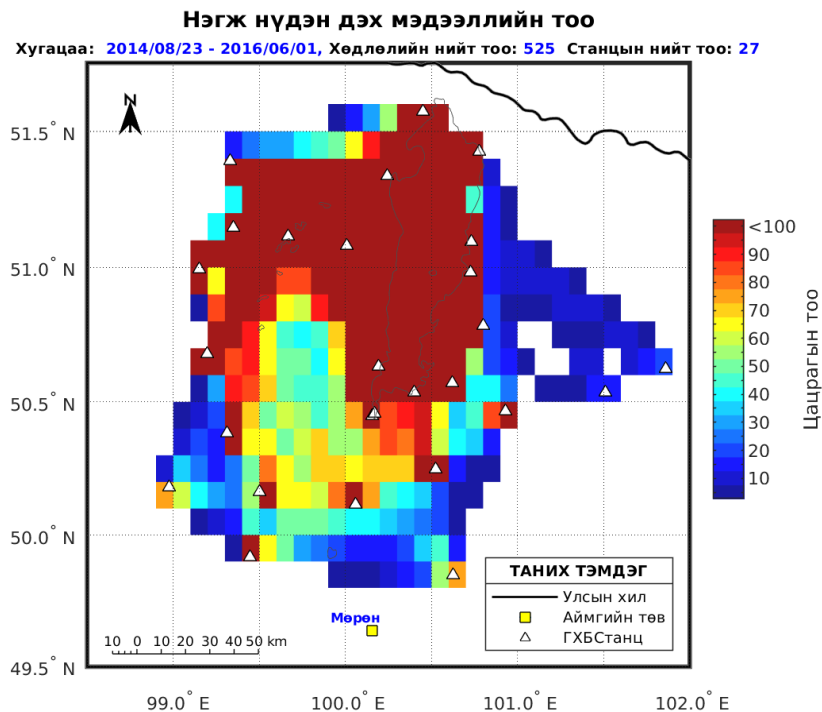 Нэгж нүдэн дэх мэдээллийн тоо
Хугацаа: 2014/08/23 - 2016/06/01, Хөдлөлийн нийт тоо: 525 Станцын нийт тоо: 27
N
51.5° N
51.0° N
50.5° N
50.0° N
49.5° N
99.0° E
100.0° E
101.0° E
102.0° E
Мөрөн
10 0 10 20 30 40 50 km
ТАНИХ ТЭМДЭГ
Улсын хил
Аймгийн төв
ГХБСтанц
<100
90
80
70
60
50
40
30
20
10
Цацрагын тоо